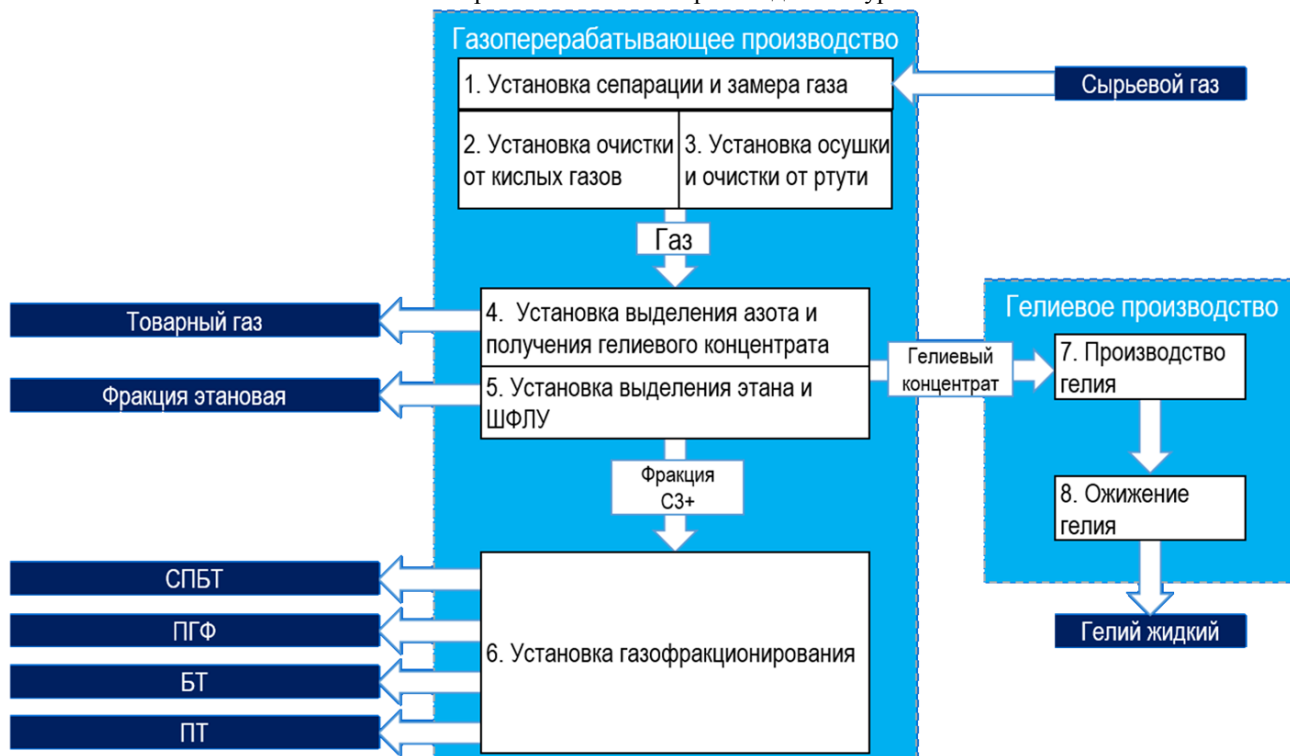 Газоперерабатывающее производство
1. Установка сепарации и замера газа
Сырьевой газ
2. Установка очистки
от кислых газов
3. Установка осушки
и очистки от ртути
Газ
Товарный газ
4. Установка выделения азота и
получения гелиевого концентрата
Фракция этановая
5. Установка выделения этана и
ШФЛУ
Гелиевый
концентрат
Гелиевое производство
7. Производство
гелия
Фракция
С3+
8. Ожижение
гелия
Гелий жидкий
СПБТ
ПГФ
БТ
ПТ
6. Установка газофракционирования